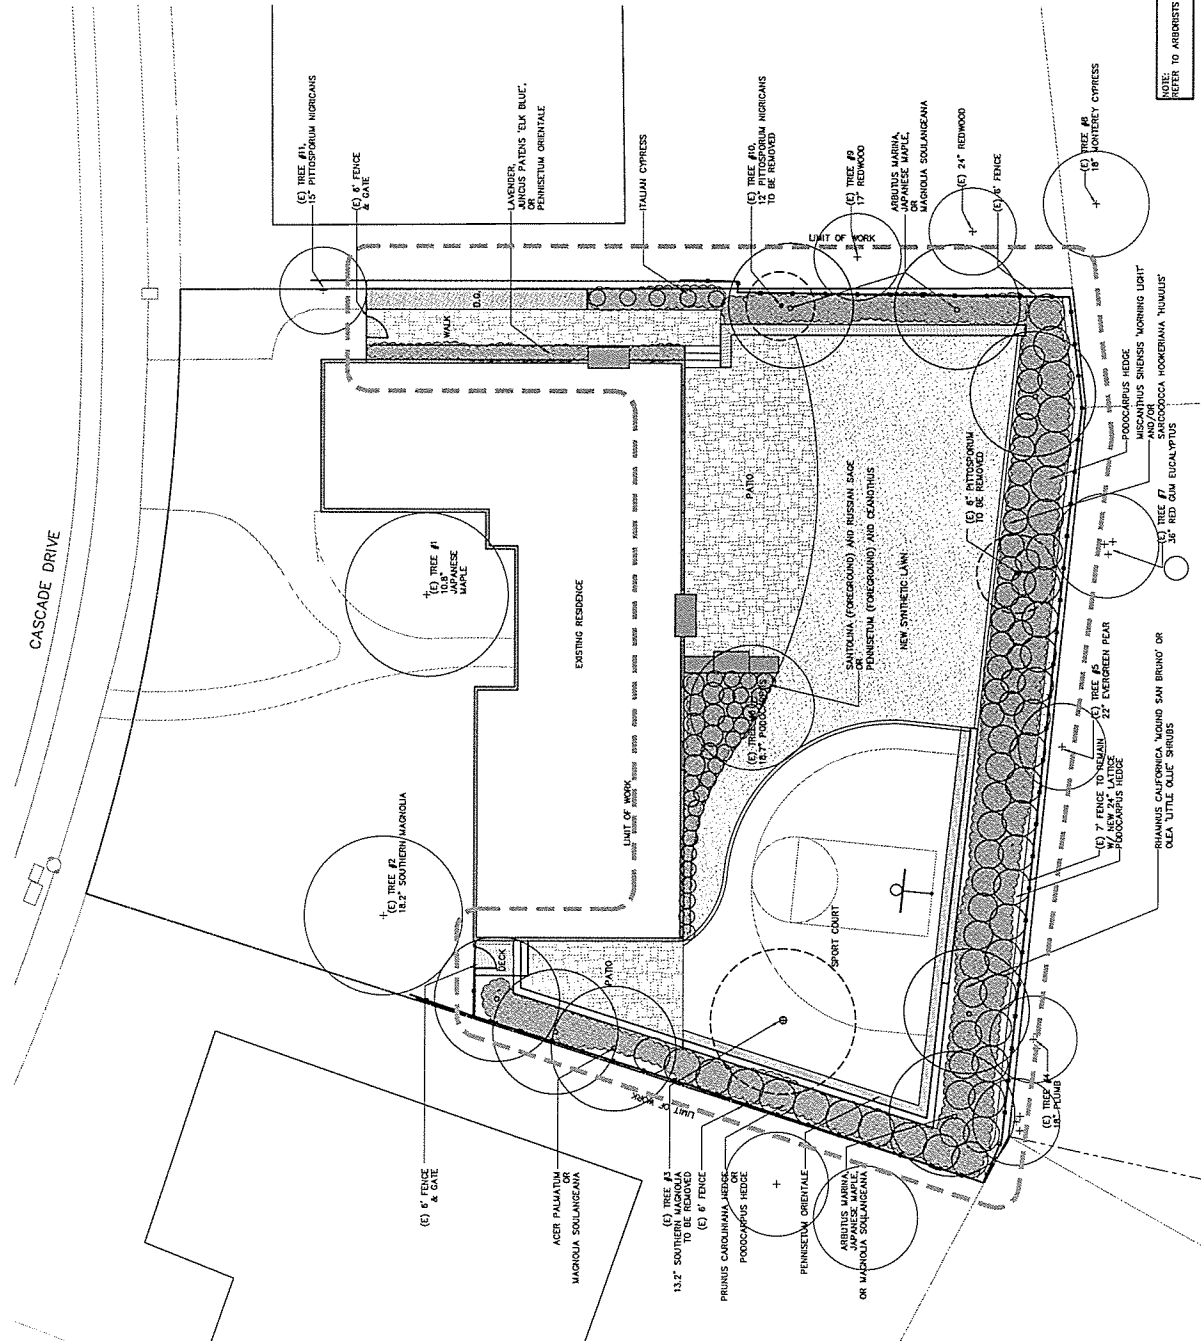 CASCADE DRIVE
(E) TREE #11,
15" PITTOSPORUM NIGRICANS
(E) 6' FENCE
& GATE
LAVENDER,
JUNCUS PATENS 'ELK BLUE',
OR
PENNISETUM ORIENTALE
ITALIAN CYPRESS
(E) TREE #10,
12" PITTOSPORUM NIGRICANS
TO BE REMOVED
(E) TREE #9
17" REDWOOD
ARBUTUS MARINA,
JAPANESE MAPLE,
OR
MAGNOLIA SOULANGEANA
(E) 24" REDWOOD
(E) 6' FENCE
(E) TREE #8
18" MONTEREY CYPRESS
NOTE:
REFER TO ARBORISTS
LIMIT OF WORK
D.G.
WALK
PATIO
(E) TREE #1
10.8"
JAPANESE
MAPLE
EXISTING RESIDENCE
LIMIT OF WORK
SANTOLINA (FOREGROUND) AND RUSSIAN SAGE
OR
PENNISETUM (FOREGROUND) AND CEANOTHUS
NEW SYNTHETIC LAWN
(E) 6" PITTOSPORUM
TO BE REMOVED
PODOCARPUS HEDGE
MISCANTHUS SINENSIS 'MORNING LIGHT'
AND/OR
SARCOCOCCA HOOKERIANA 'HUMULIS'
(E) TREE #7
36" RED GUM EUCALYPTUS
(E) TREE
18.7" PODOCARPUS
(E) TREE #5
22" EVERGREEN PEAR
(E) 7' FENCE TO REMAIN
W/ NEW 24" LATTICE
PODOCARPUS HEDGE
RHAMNUS CALIFORNICA 'MOUND SAN BRUNO' OR
OLEA 'LITTLE OLLIE' SHRUBS
(E) TREE #2
18.2" SOUTHERN MAGNOLIA
DECK
PATIO
SPORT COURT
LIMIT OF WORK
(E) TREE #4
18" PLUMB
(E) 6' FENCE
& GATE
ACER PALMATUM
OR
MAGNOLIA SOULANGEANA
(E) TREE #3
13.2" SOUTHERN MAGNOLIA
TO BE REMOVED
(E) 6' FENCE
PRUNUS CAROLINIANA HEDGE
OR
PODOCARPUS HEDGE
PENNISETUM ORIENTALE
ARBUTUS MARINA,
JAPANESE MAPLE,
OR MAGNOLIA SOULANGEANA